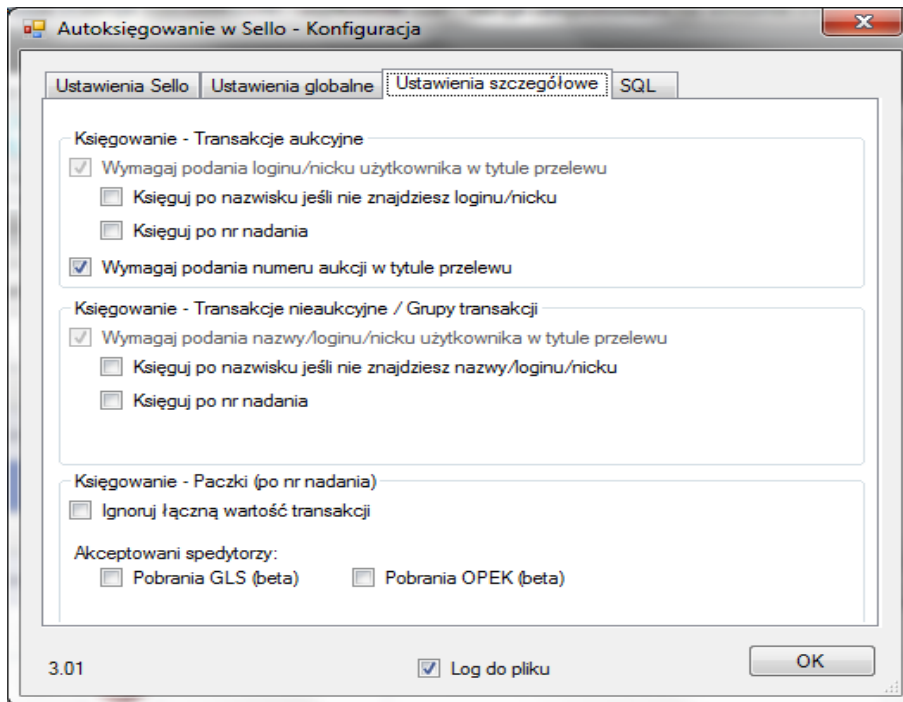 Autoksięgowanie w Sello - Konfiguracja
Ustawienia Sello Ustawienia globalne Ustawienia szczegółowe SQL
Księgowanie - Transakcje aukcyjne
Wymagaj podania loginu/nicku użytkownika w tytule przelewu
Księguj po nazwisku jeśli nie znajdziesz loginu/nicku
Księguj po nr nadania
Wymagaj podania numeru aukcji w tytule przelewu
Księgowanie - Transakcje nieaukcyjne / Grupy transakcji
Wymagaj podania nazwy/loginu/nicku użytkownika w tytule przelewu
Księguj po nazwisku jeśli nie znajdziesz nazwy/loginu/nicku
Księguj po nr nadania
Księgowanie - Paczki (po nr nadania)
Ignoruj łączną wartość transakcji
Akceptowani spedytorzy:
Pobrania GLS (beta) Pobrania OPEK (beta)
3.01 Log do pliku OK